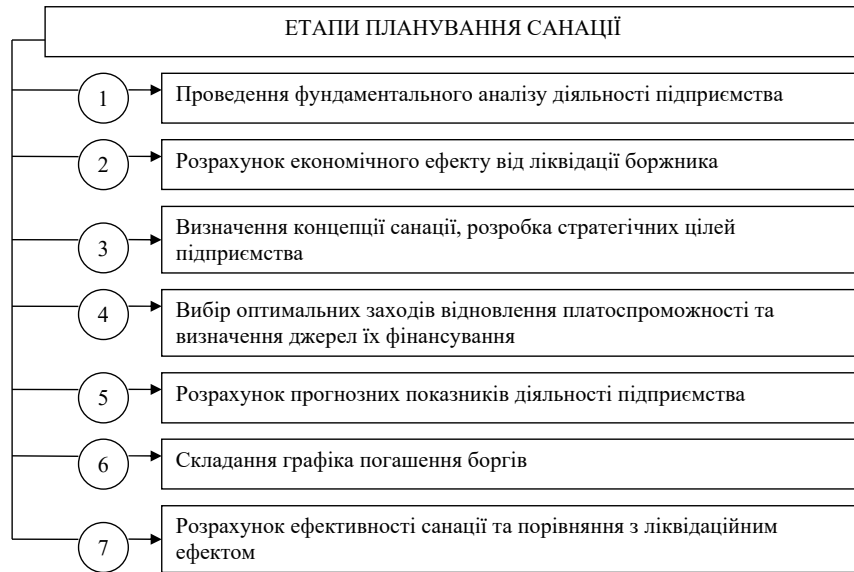 ЕТАПИ ПЛАНУВАННЯ САНАЦІЇ
1
Проведення фундаментального аналізу діяльності підприємства
2
Розрахунок економічного ефекту від ліквідації боржника
3
Визначення концепції санації, розробка стратегічних цілей
підприємства
4
Вибір оптимальних заходів відновлення платоспроможності та
визначення джерел їх фінансування
5
Розрахунок прогнозних показників діяльності підприємства
6
Складання графіка погашення боргів
7
Розрахунок ефективності санації та порівняння з ліквідаційним
ефектом